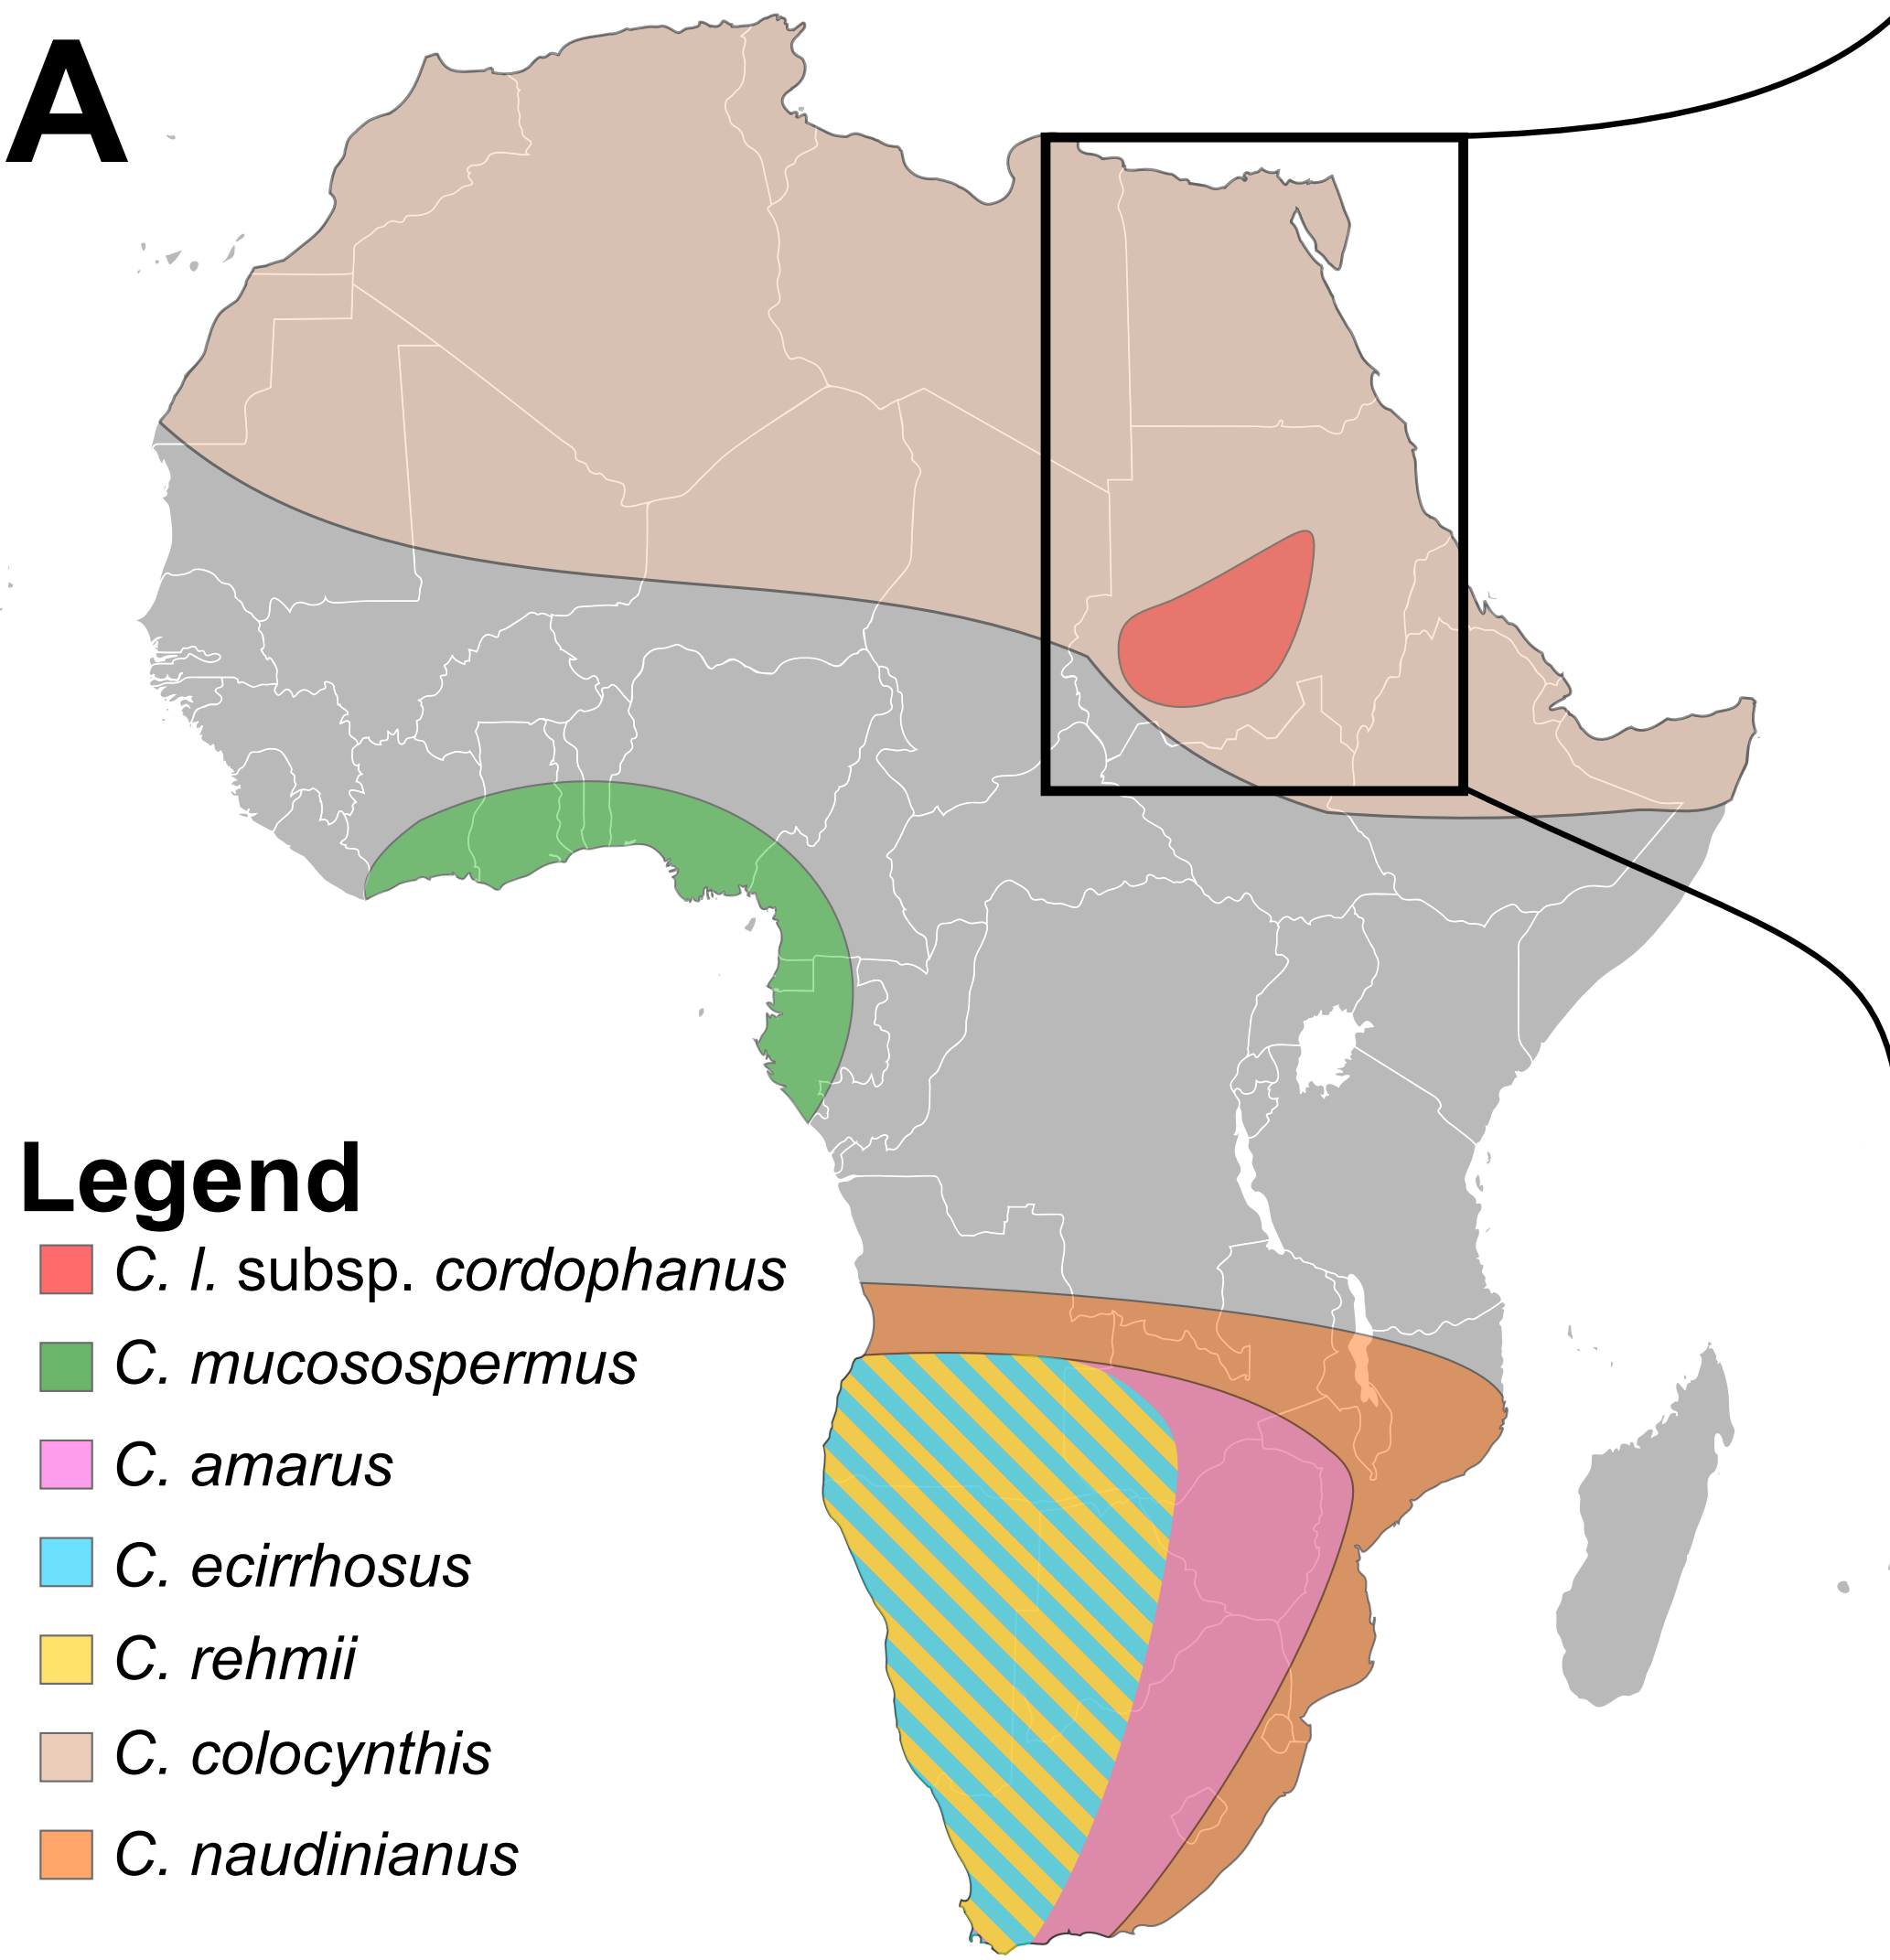 A
Legend
C. l. subsp. cordophanus
C. mucosospermus
C. amarus
C. ecirrhosus
C. rehmii
C. colocynthis
C. naudinianus